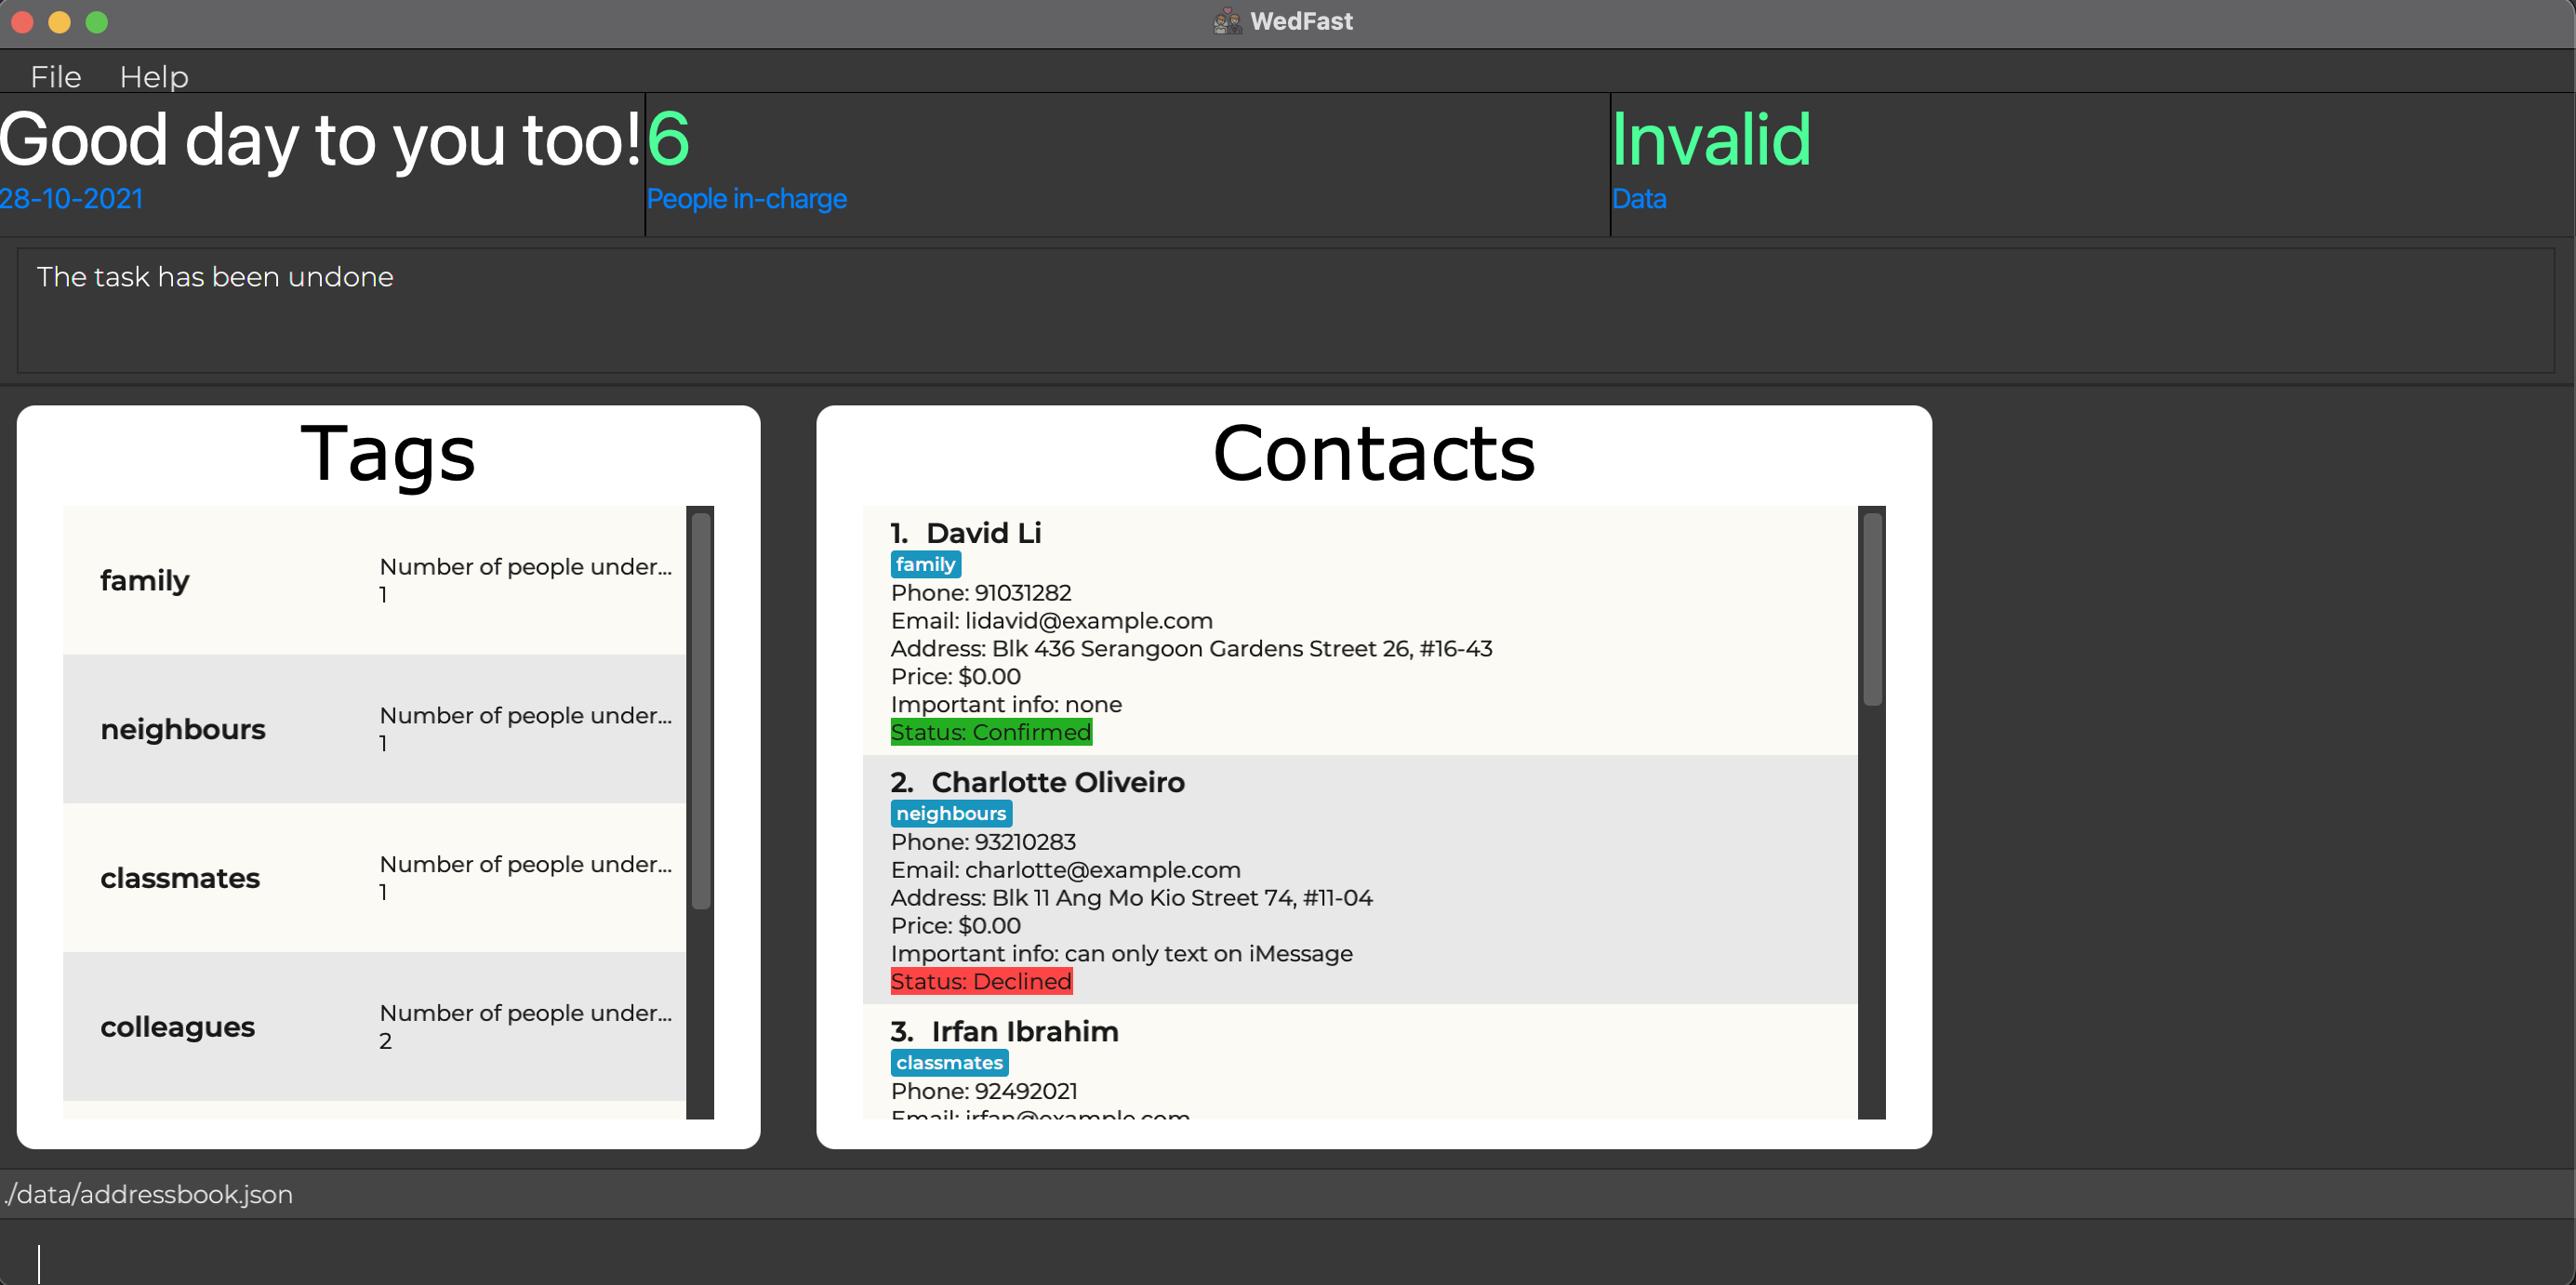 WedFast
File Help
Good day to you too!
28-10-2021
6
People in-charge
Invalid
Data
The task has been undone
Tags
family
Number of people under...
1
neighbours
Number of people under...
1
classmates
Number of people under...
1
colleagues
Number of people under...
2
Contacts
1. David Li
family
Phone: 91031282
Email: lidavid@example.com
Address: Blk 436 Serangoon Gardens Street 26, #16-43
Price: $0.00
Important info: none
Status: Confirmed
2. Charlotte Oliveiro
neighbours
Phone: 93210283
Email: charlotte@example.com
Address: Blk 11 Ang Mo Kio Street 74, #11-04
Price: $0.00
Important info: can only text on iMessage
Status: Declined
3. Irfan Ibrahim
classmates
Phone: 92492021
Email: irfan@example.com
./data/addressbook.json